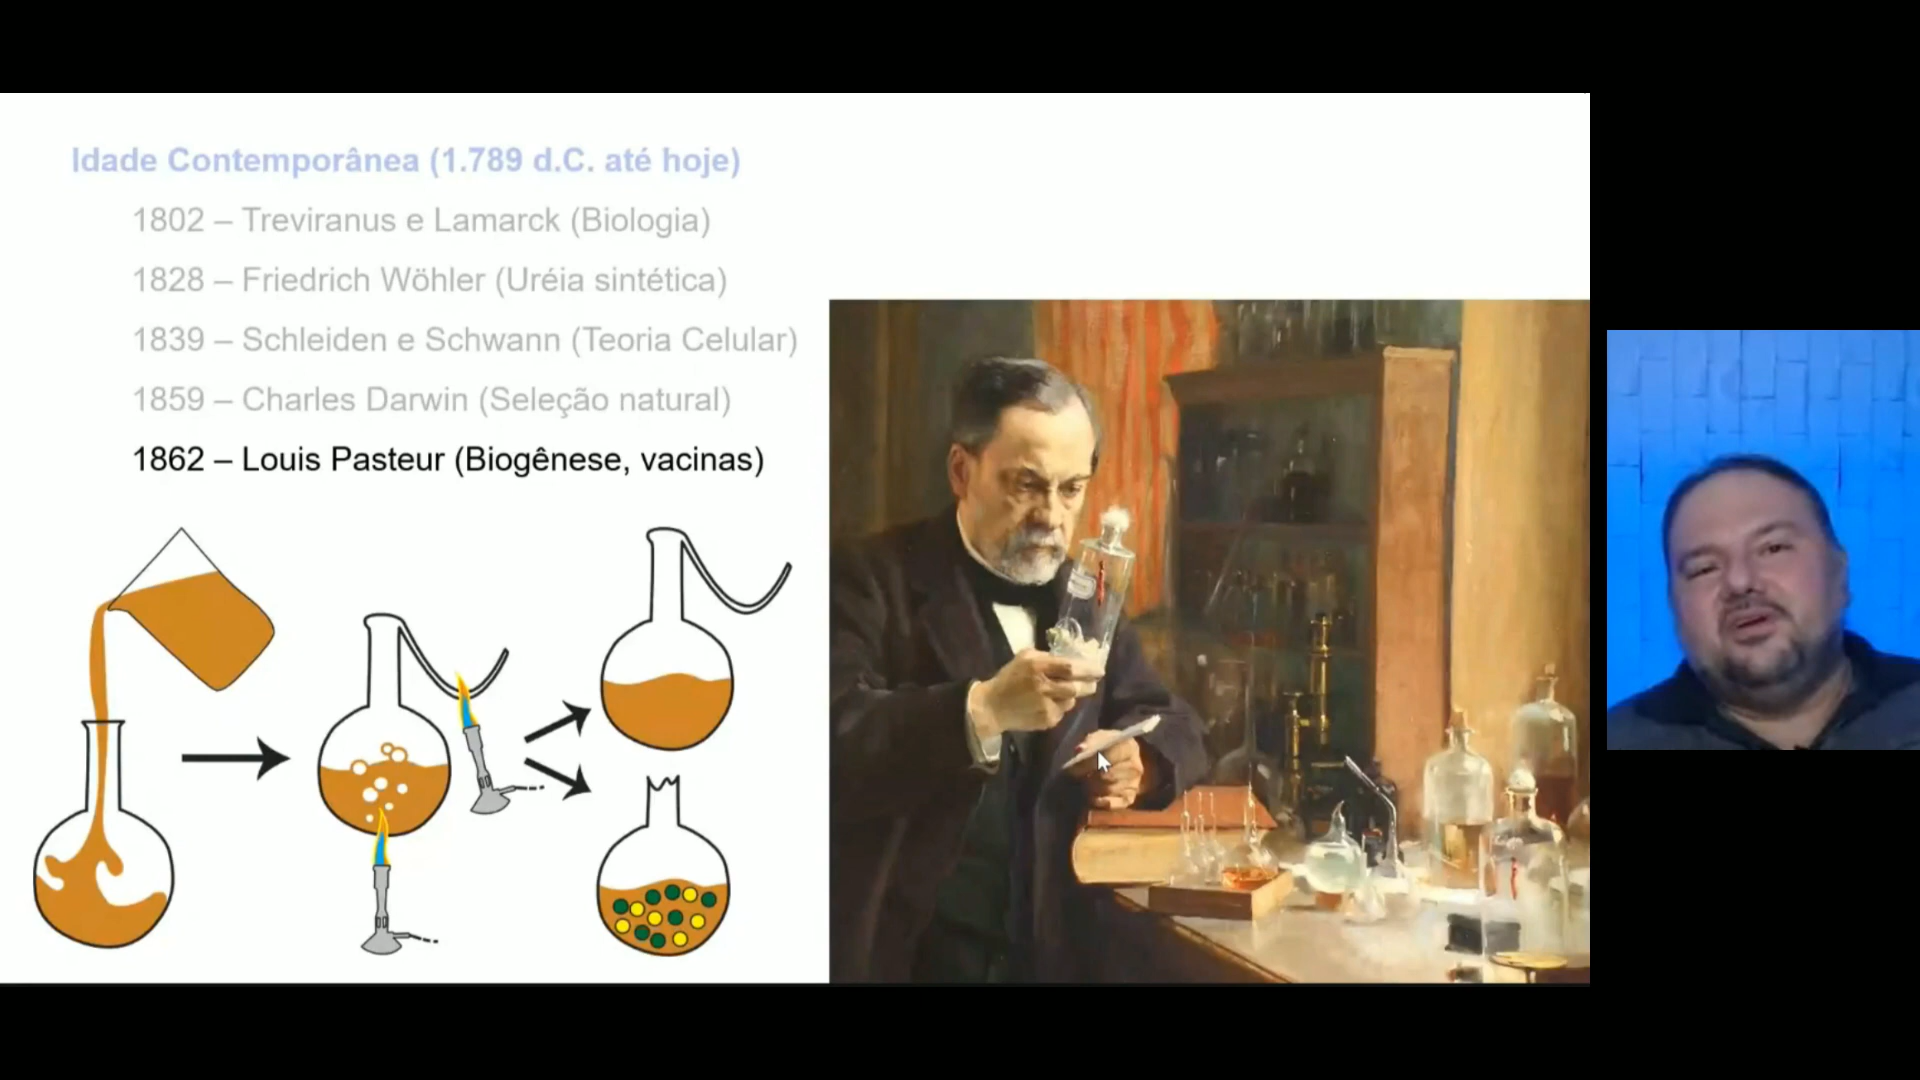 Idade Contemporânea (1.789 d.C. até hoje)
1802 – Treviranus e Lamarck (Biologia)
1828 – Friedrich Wöhler (Uréia sintética)
1839 – Schleiden e Schwann (Teoria Celular)
1859 – Charles Darwin (Seleção natural)
1862 – Louis Pasteur (Biogênese, vacinas)